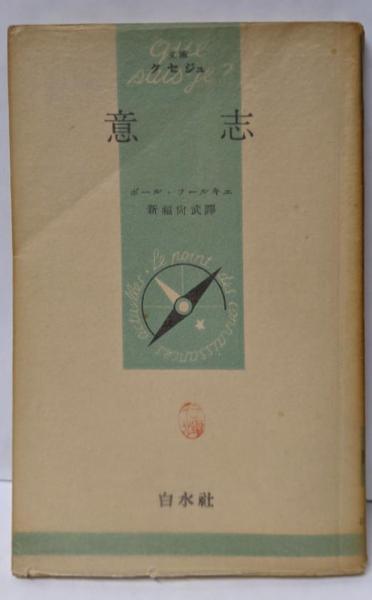 que
sais-je?
文庫
クセジュ
意志
ポール・フールキエ
新福尚武譯
le point des connaissances actuelles
白水社